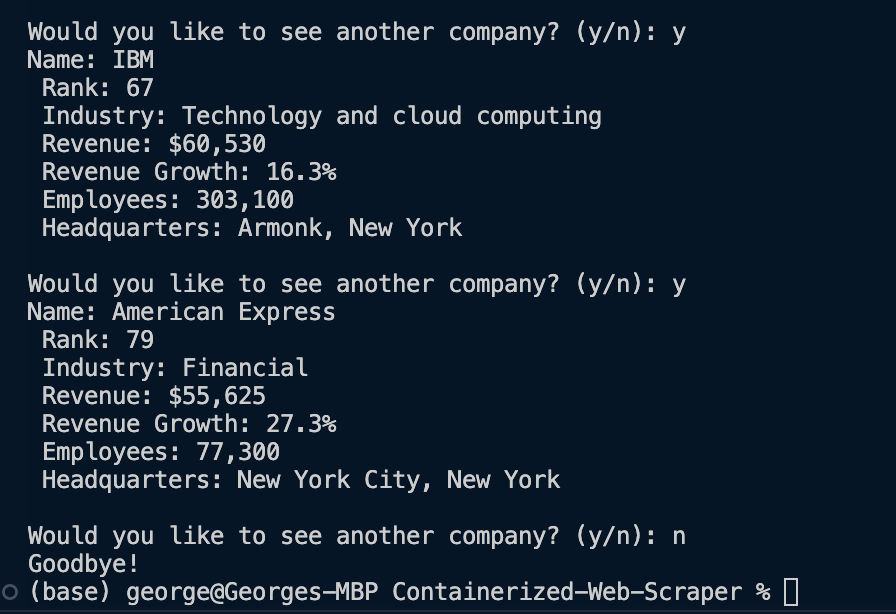 Would you like to see another company? (y/n): y
Name: IBM
Rank: 67
Industry: Technology and cloud computing
Revenue: $60,530
Revenue Growth: 16.3%
Employees: 303,100
Headquarters: Armonk, New York
Would you like to see another company? (y/n): y
Name: American Express
Rank: 79
Industry: Financial
Revenue: $55,625
Revenue Growth: 27.3%
Employees: 77,300
Headquarters: New York City, New York
Would you like to see another company? (y/n): n
Goodbye!
(base) george@Georges-MBP Containerized-Web-Scraper %